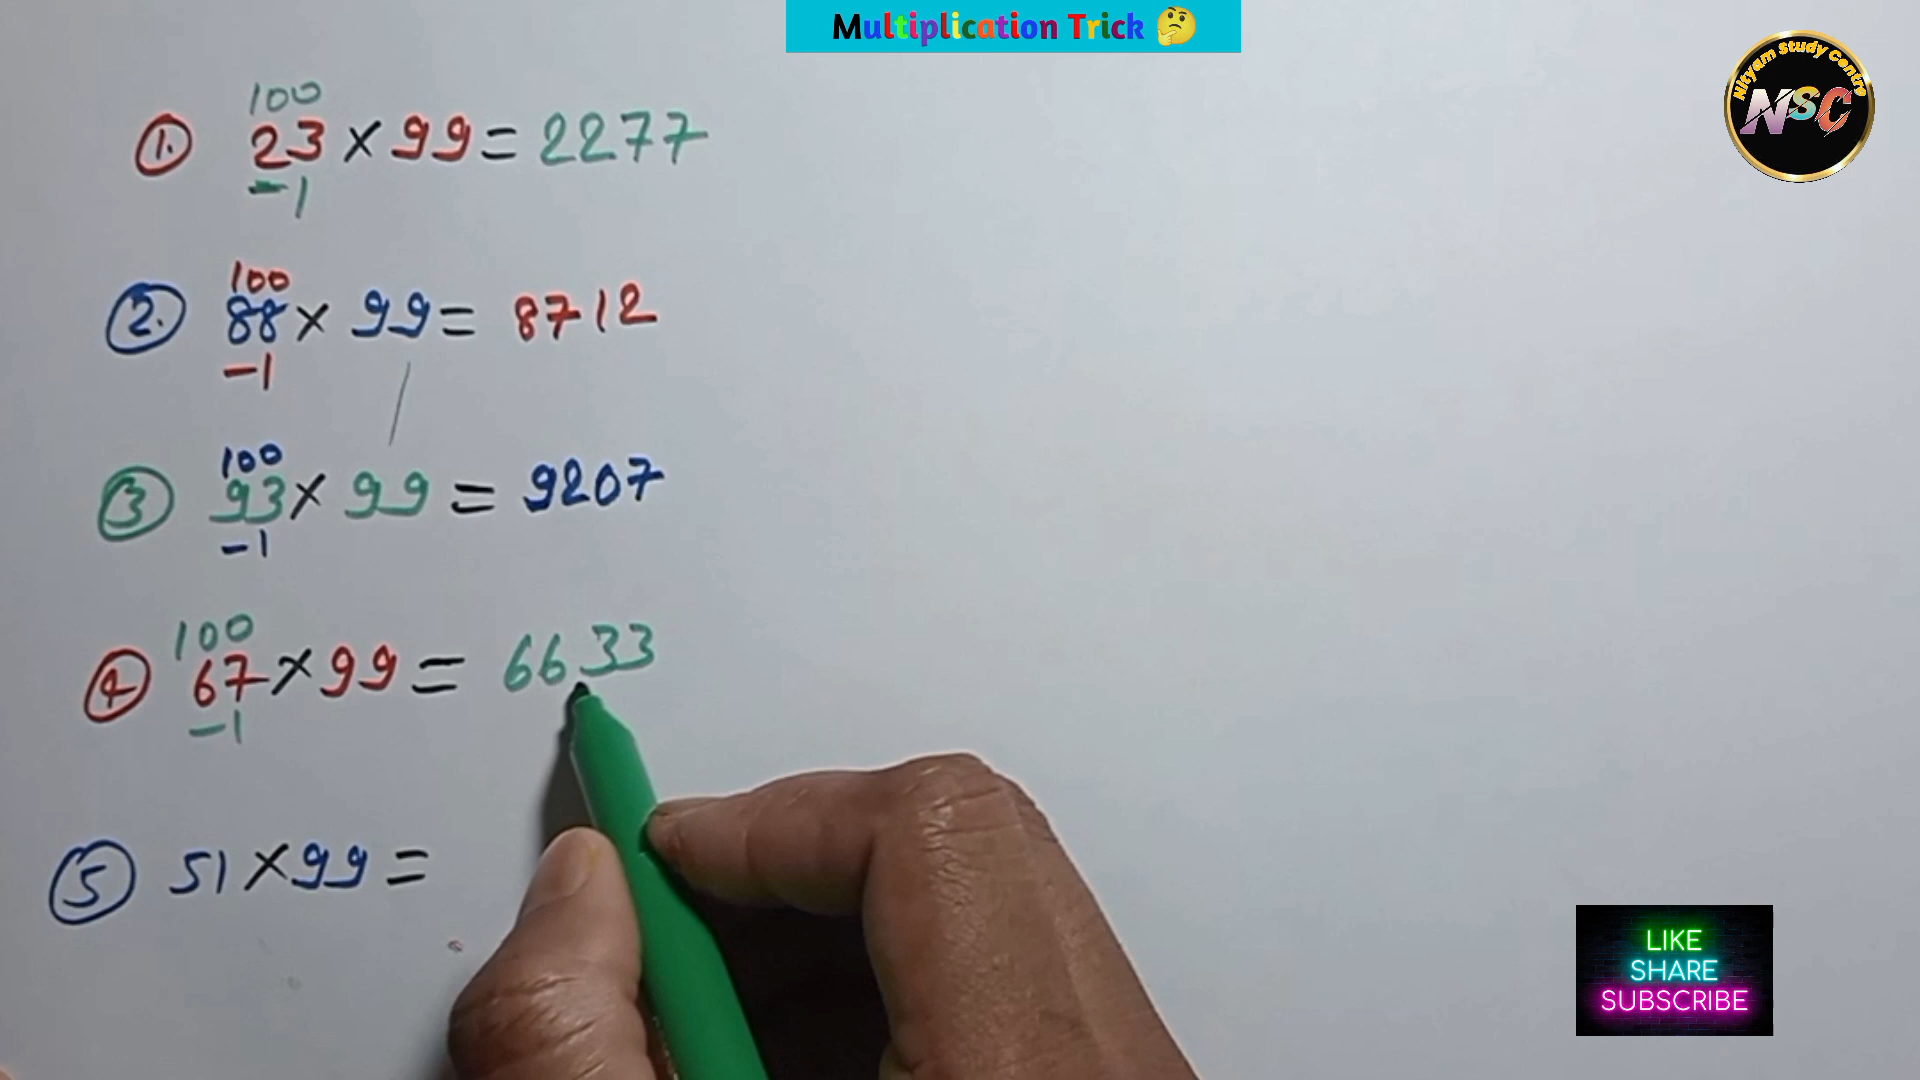 Multiplication Trick 🤔
Nityam Study Centre
NSC
100
1. 23 × 99 = 2277
-1
100
2. 88 × 99 = 8712
-1
100
3 93 × 99 = 9207
-1
100
4 67 × 99 = 6633
-1
5 51 × 99 =
LIKE
SHARE
SUBSCRIBE